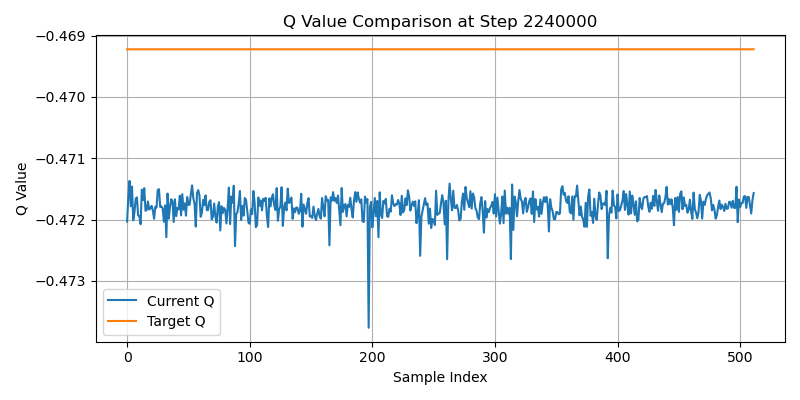 Q Value Comparison at Step 2240000
−0.469
−0.470
−0.471
−0.472
−0.473
Q Value
Current Q
Target Q
0 100 200 300 400 500
Sample Index